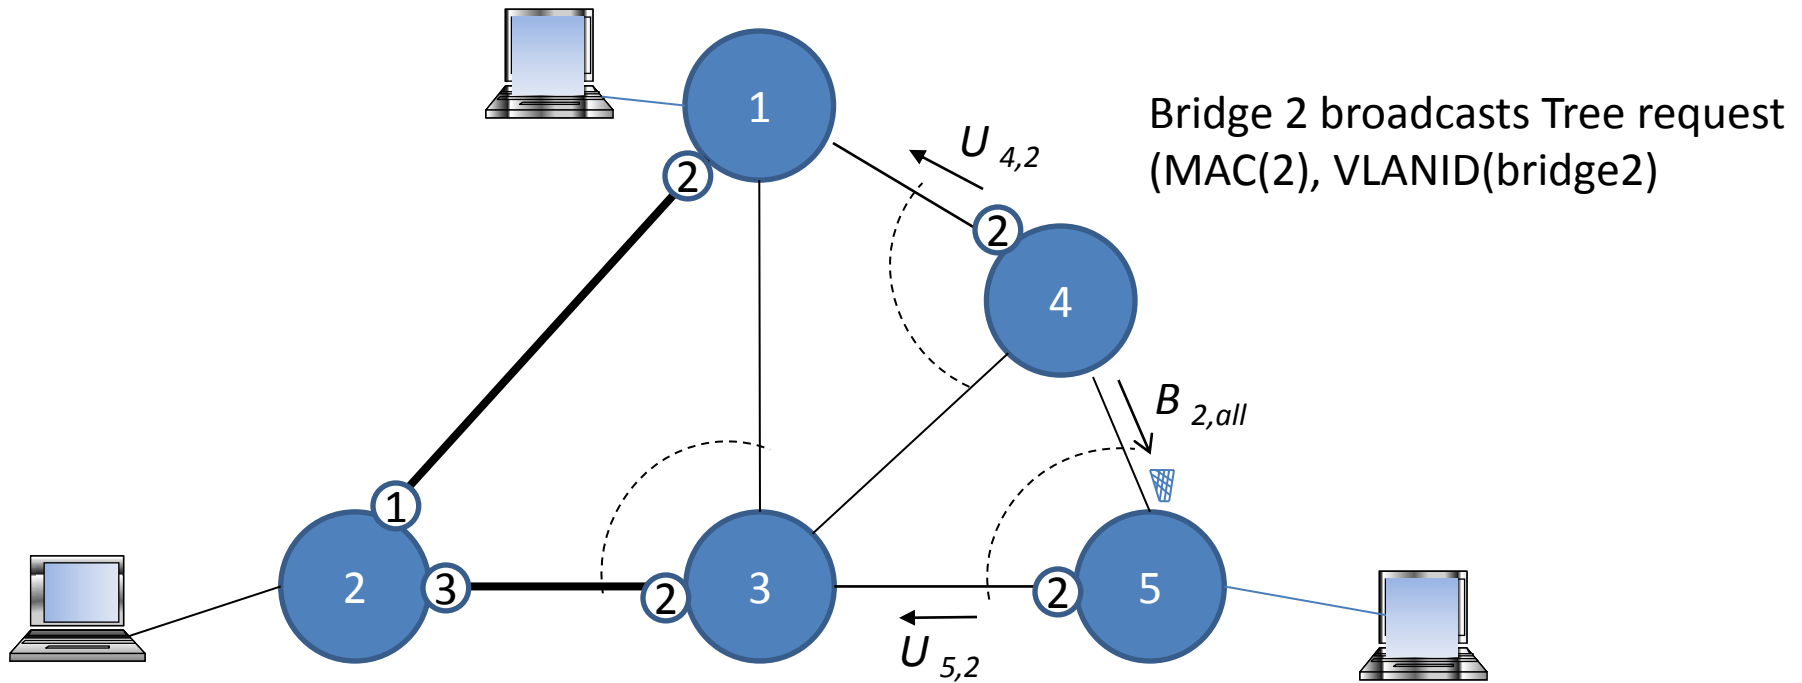 1
2
U 4,2
Bridge 2 broadcasts Tree request
(MAC(2), VLANID(bridge2)
2
4
B 2,all
1
2
3
2
3
2
5
U 5,2